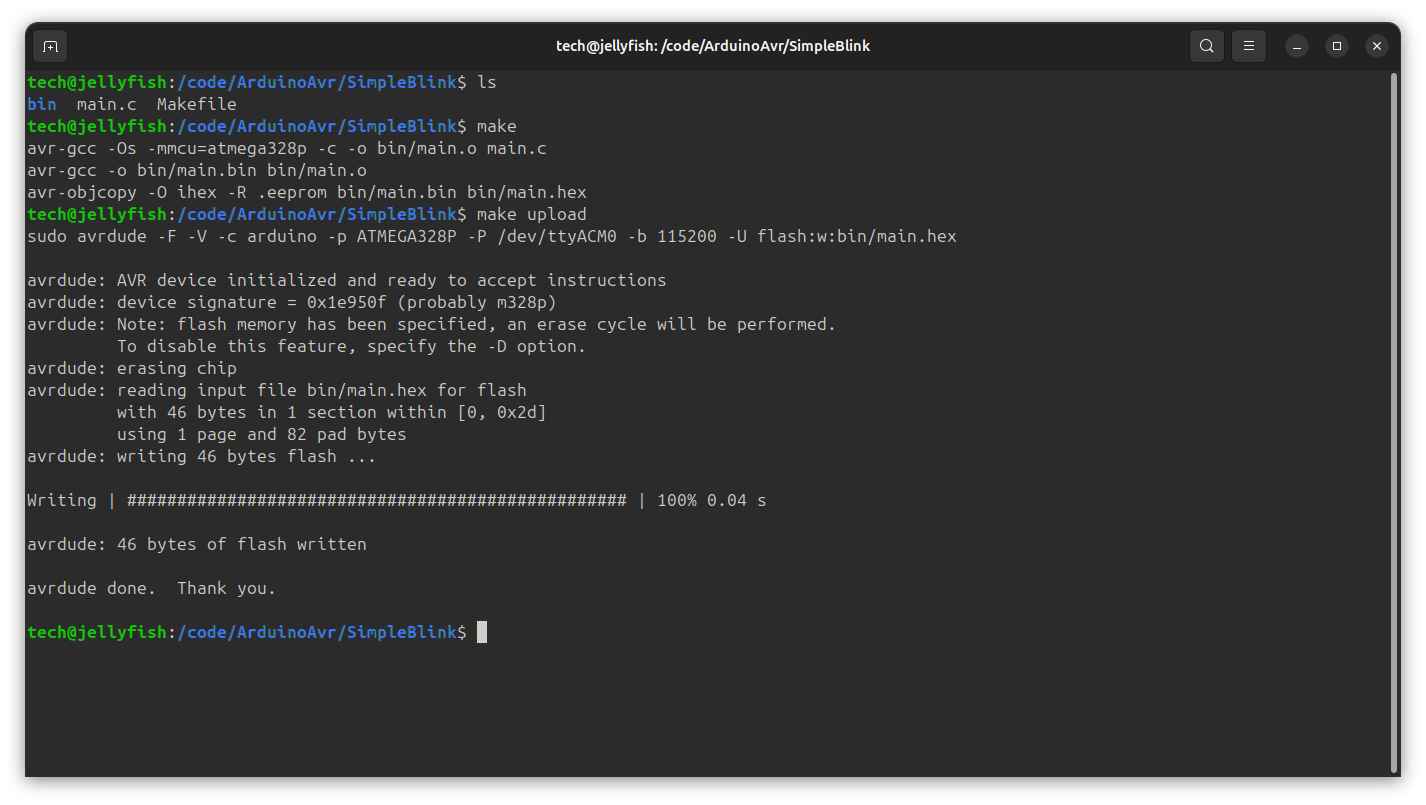 tech@jellyfish: /code/ArduinoAvr/SimpleBlink
tech@jellyfish:/code/ArduinoAvr/SimpleBlink$ ls
bin  main.c  Makefile
tech@jellyfish:/code/ArduinoAvr/SimpleBlink$ make
avr-gcc -Os -mmcu=atmega328p -c -o bin/main.o main.c
avr-gcc -o bin/main.bin bin/main.o
avr-objcopy -O ihex -R .eeprom bin/main.bin bin/main.hex
tech@jellyfish:/code/ArduinoAvr/SimpleBlink$ make upload
sudo avrdude -F -V -c arduino -p ATMEGA328P -P /dev/ttyACM0 -b 115200 -U flash:w:bin/main.hex
avrdude: AVR device initialized and ready to accept instructions
avrdude: device signature = 0x1e950f (probably m328p)
avrdude: Note: flash memory has been specified, an erase cycle will be performed.
         To disable this feature, specify the -D option.
avrdude: erasing chip
avrdude: reading input file bin/main.hex for flash
         with 46 bytes in 1 section within [0, 0x2d]
         using 1 page and 82 pad bytes
avrdude: writing 46 bytes flash ...
Writing | ################################################## | 100% 0.04 s
avrdude: 46 bytes of flash written
avrdude done.  Thank you.
tech@jellyfish:/code/ArduinoAvr/SimpleBlink$